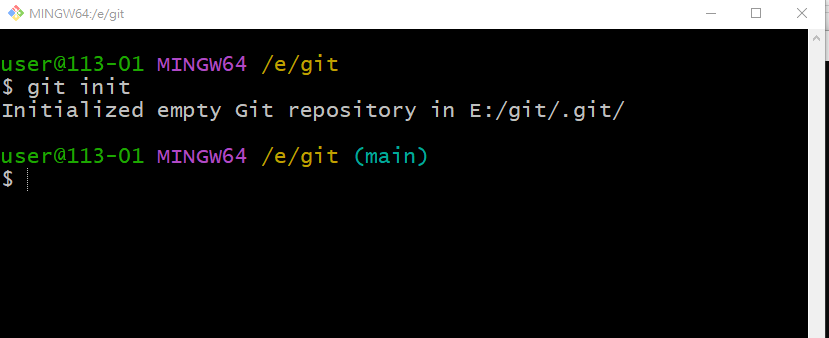 MINGW64:/e/git
user@113-01 MINGW64 /e/git
$ git init
Initialized empty Git repository in E:/git/.git/
user@113-01 MINGW64 /e/git (main)
$